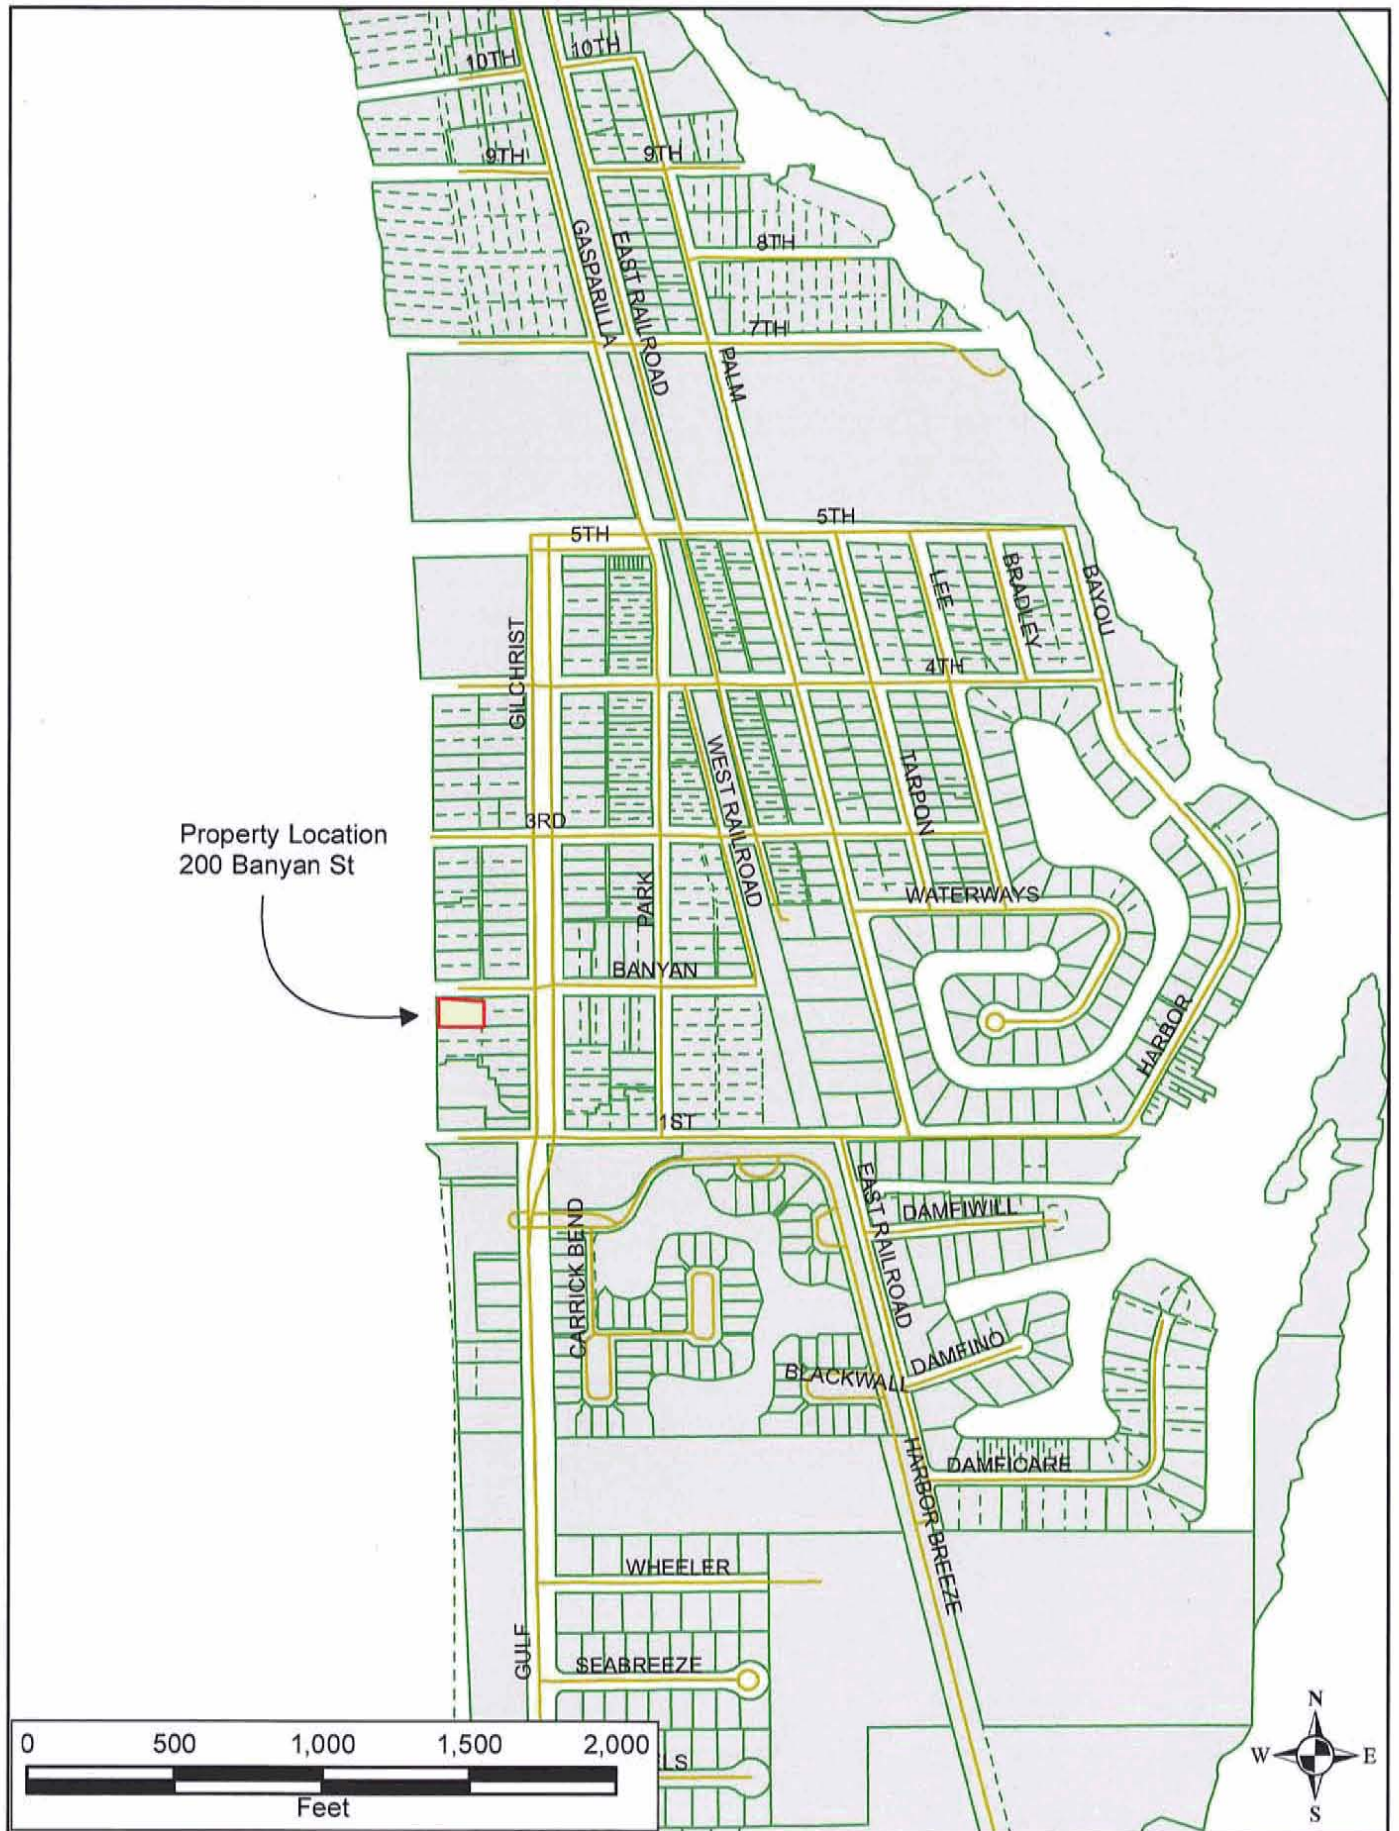 10TH
10TH
9TH
9TH
8TH
GASPARILLA
EAST RAILROAD
7TH
PALM
5TH
5TH
LEE
BRADLEY
BAYOU
GILCHRIST
4TH
WEST RAILROAD
TARPON
3RD
Property Location
200 Banyan St
PARK
WATERWAYS
BANYAN
HARBOR
1ST
EAST RAILROAD
DAMFIWILL
CARRICK BEND
DAMFINO
BLACKWALL
HARBOR BREEZE
DAMFICARE
WHEELER
GULF
SEABREEZE
LS
0 500 1,000 1,500 2,000
Feet
N
W E
S